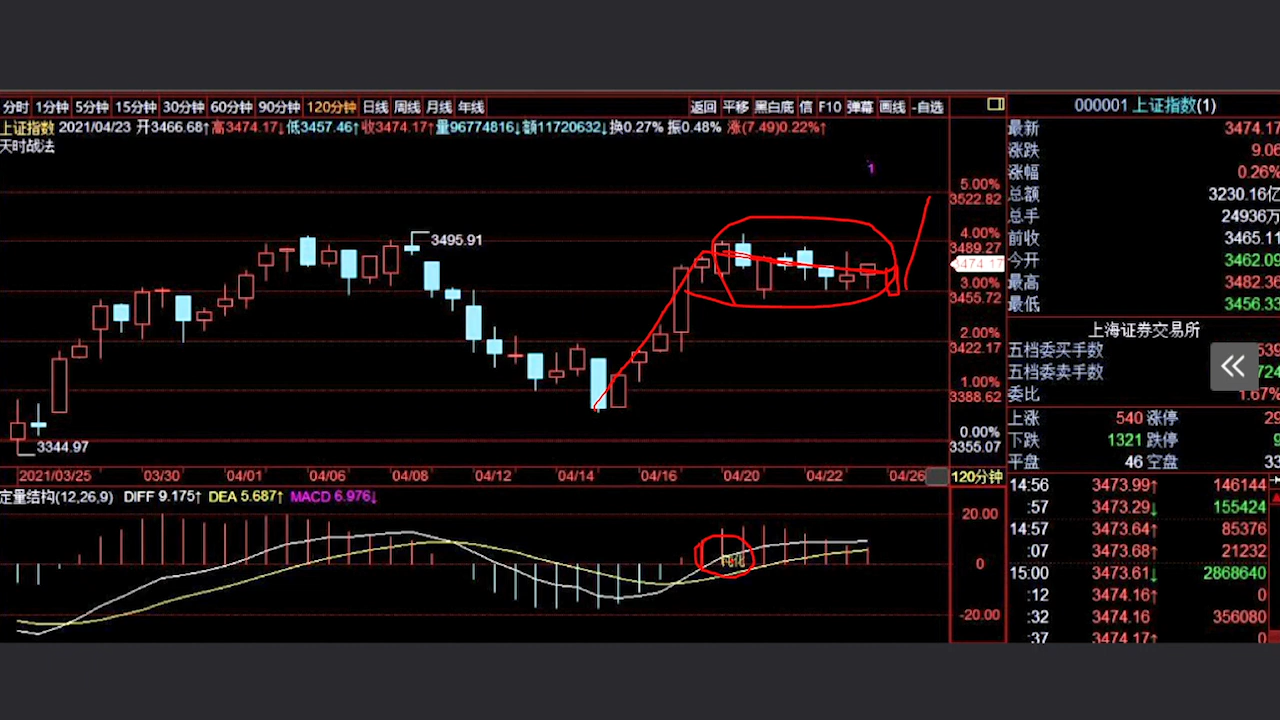 分时 1分钟 5分钟 15分钟 30分钟 60分钟 90分钟 120分钟 日线 周线 月线 年线 返回 平移 黑白底 信 F10 弹幕 画线 -自选
000001 上证指数(1)
上证指数 2021/04/23 开3466.68↑高3474.17↓低3457.46↑收3474.17↑量96774816↓额11720632↓换0.27% 振0.48% 涨(7.49)0.22%↑
天时战法
1
5.00%
3522.82
4.00%
3489.27
3474.17
3.00%
3455.72
2.00%
3422.17
1.00%
3388.62
0.00%
3355.07
3495.91
3344.97
2021/03/25 03/30 04/01 04/06 04/08 04/12 04/14 04/16 04/20 04/22 04/26 120分钟
定量结构(12,26,9) DIFF 9.175↑ DEA 5.687↑ MACD 6.976↓
20.00
0
-20.00
最新 3474.17
涨跌 9.06
涨幅 0.26%
总额 3230.16亿
总手 24936万
前收 3465.11
今开 3462.09
最高 3482.36
最低 3456.33
上海证券交易所
五档委买手数 539
五档委卖手数 724
委比 1.67%
上涨 540 涨停 29
下跌 1321 跌停 9
平盘 46 空盘 33
14:56 3473.99↑ 146144
:57 3473.29↓ 155424
14:57 3473.64↑ 85376
:07 3473.68↑ 21232
15:00 3473.61↓ 2868640
:12 3474.16↑ 0
:32 3474.16 356080
:37 3474.17↑ 0